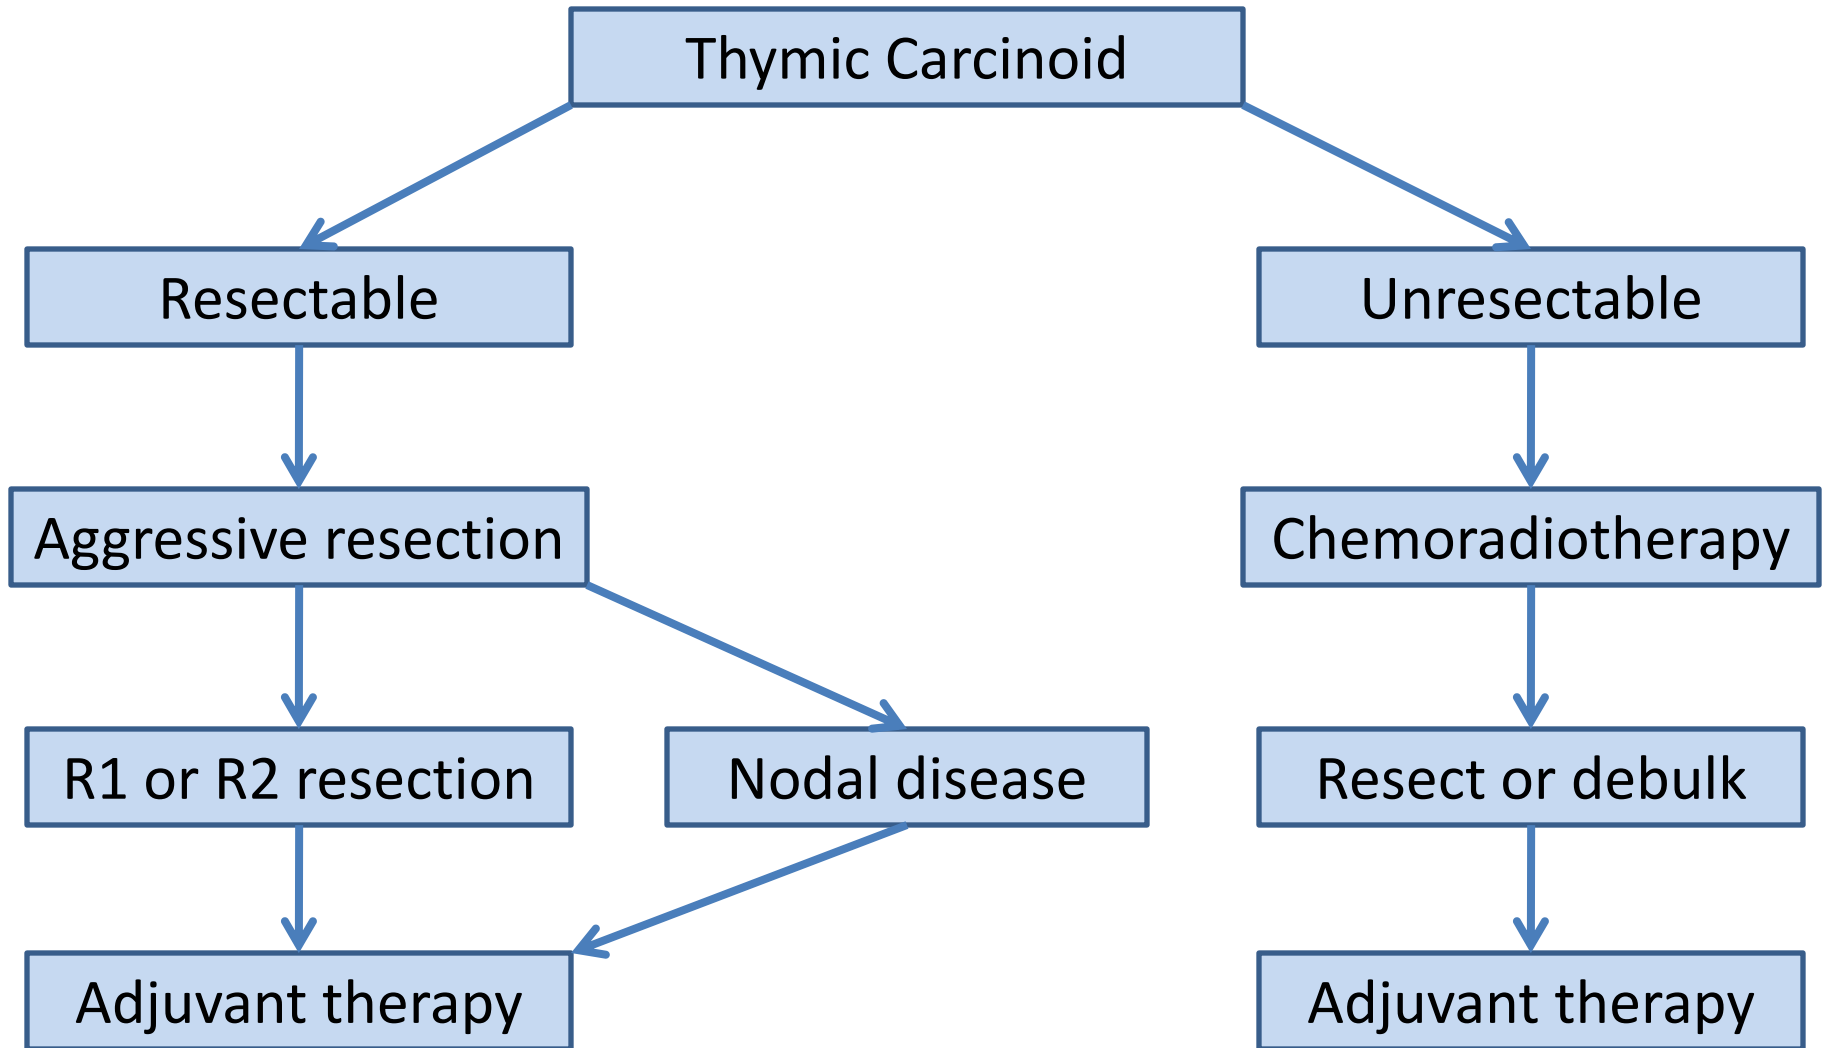 Thymic Carcinoid
Resectable
Unresectable
Aggressive resection
Chemoradiotherapy
R1 or R2 resection
Nodal disease
Resect or debulk
Adjuvant therapy
Adjuvant therapy